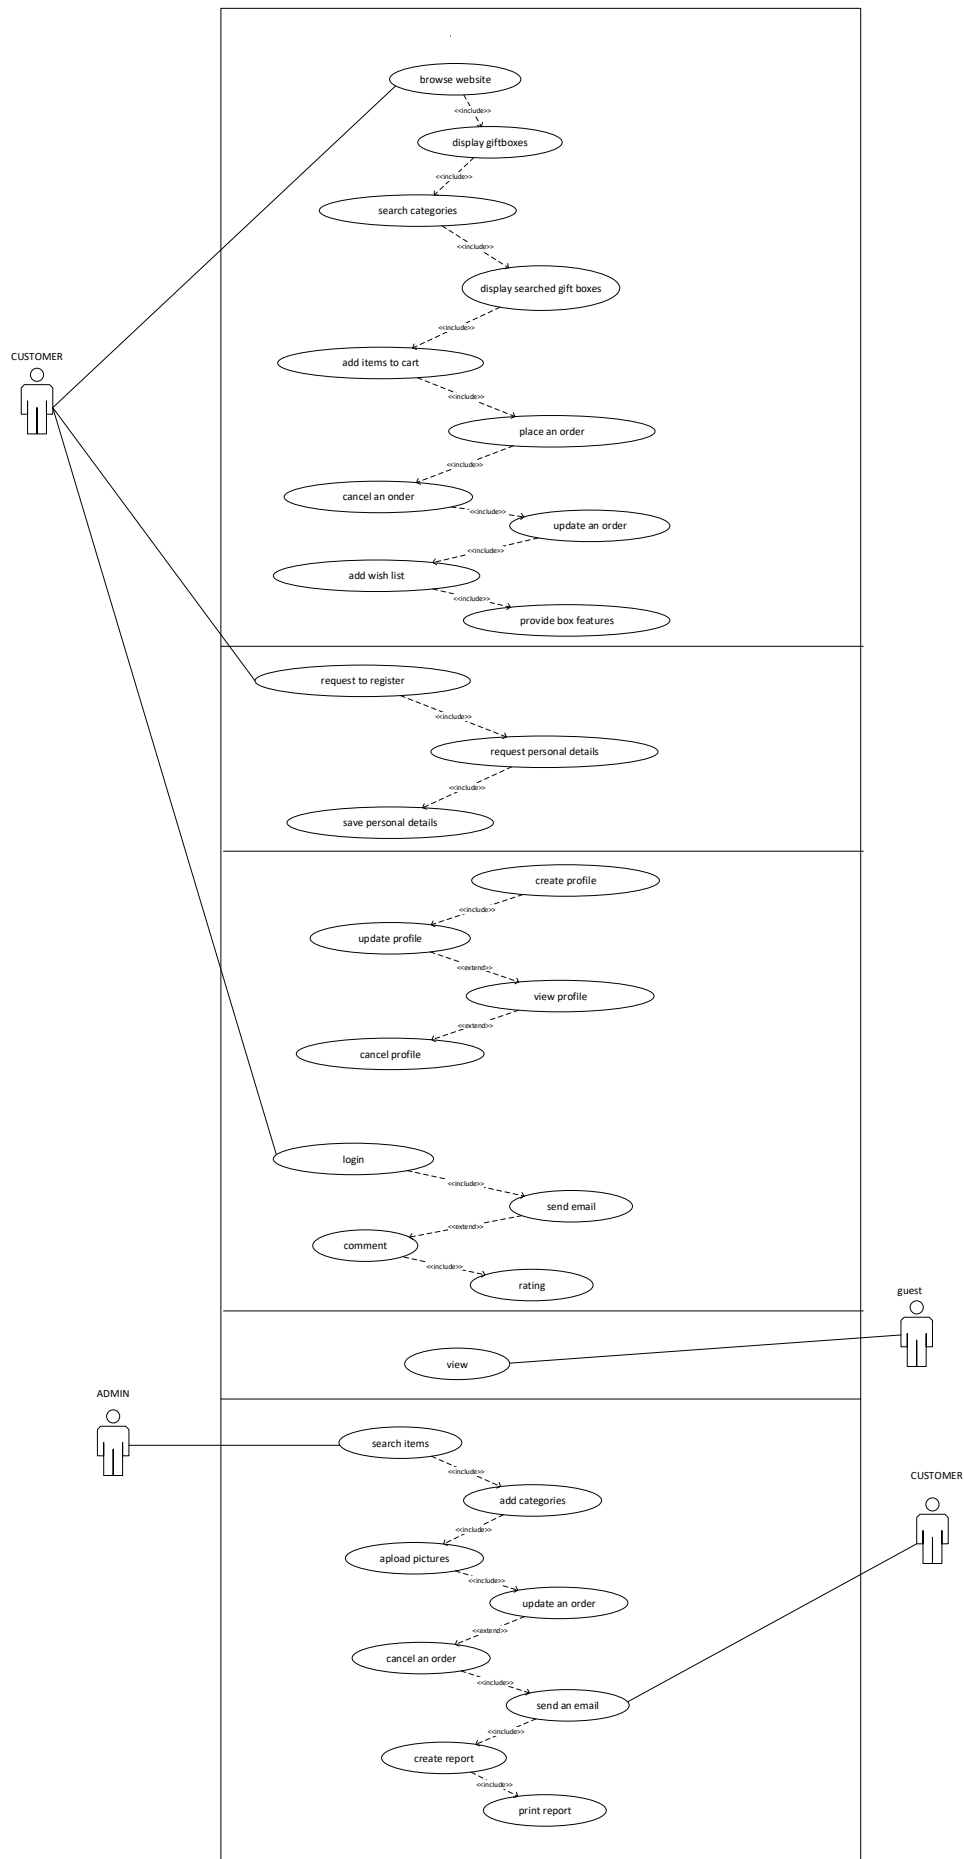 browse website
<<include>>
display giftboxes
<<include>>
search categories
<<include>>
display searched gift boxes
<<include>>
CUSTOMER
add items to cart
<<include>>
place an order
<<include>>
cancel an onder
<<include>>
update an order
<<include>>
add wish list
<<include>>
provide box features
request to register
<<include>>
request personal details
<<include>>
save personal details
create profile
<<include>>
update profile
<<extend>>
view profile
<<extend>>
cancel profile
login
<<include>>
send email
<<extend>>
comment
<<include>>
rating
guest
view
ADMIN
search items
<<include>>
CUSTOMER
add categories
<<include>>
apload pictures
<<include>>
update an order
<<extend>>
cancel an order
<<include>>
send an email
<<include>>
create report
<<include>>
print report